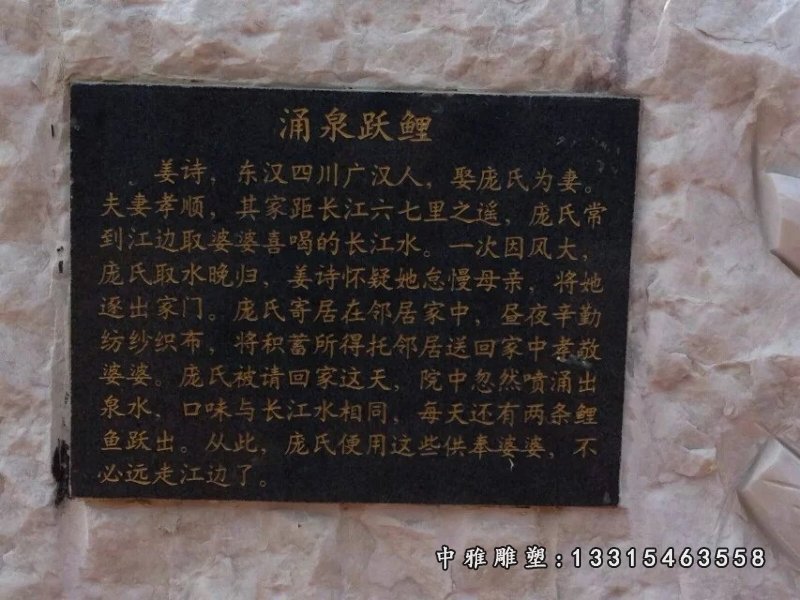 涌泉跃鲤
姜诗，东汉四川广汉人，娶庞氏为妻。
夫妻孝顺，其家距长江六七里之遥，庞氏常
到江边取婆婆喜喝的长江水。一次因风大，
庞氏取水晚归，姜诗怀疑她怠慢母亲，将她
逐出家门。庞氏寄居在邻居家中，昼夜辛勤
纺纱织布，将积蓄所得托邻居送回家中孝敬
婆婆。庞氏被请回家这天，院中忽然喷涌出
泉水，口味与长江水相同，每天还有两条鲤
鱼跃出。从此，庞氏便用这些供奉婆婆，不
必远走江边了。
中雅雕塑:13315463558